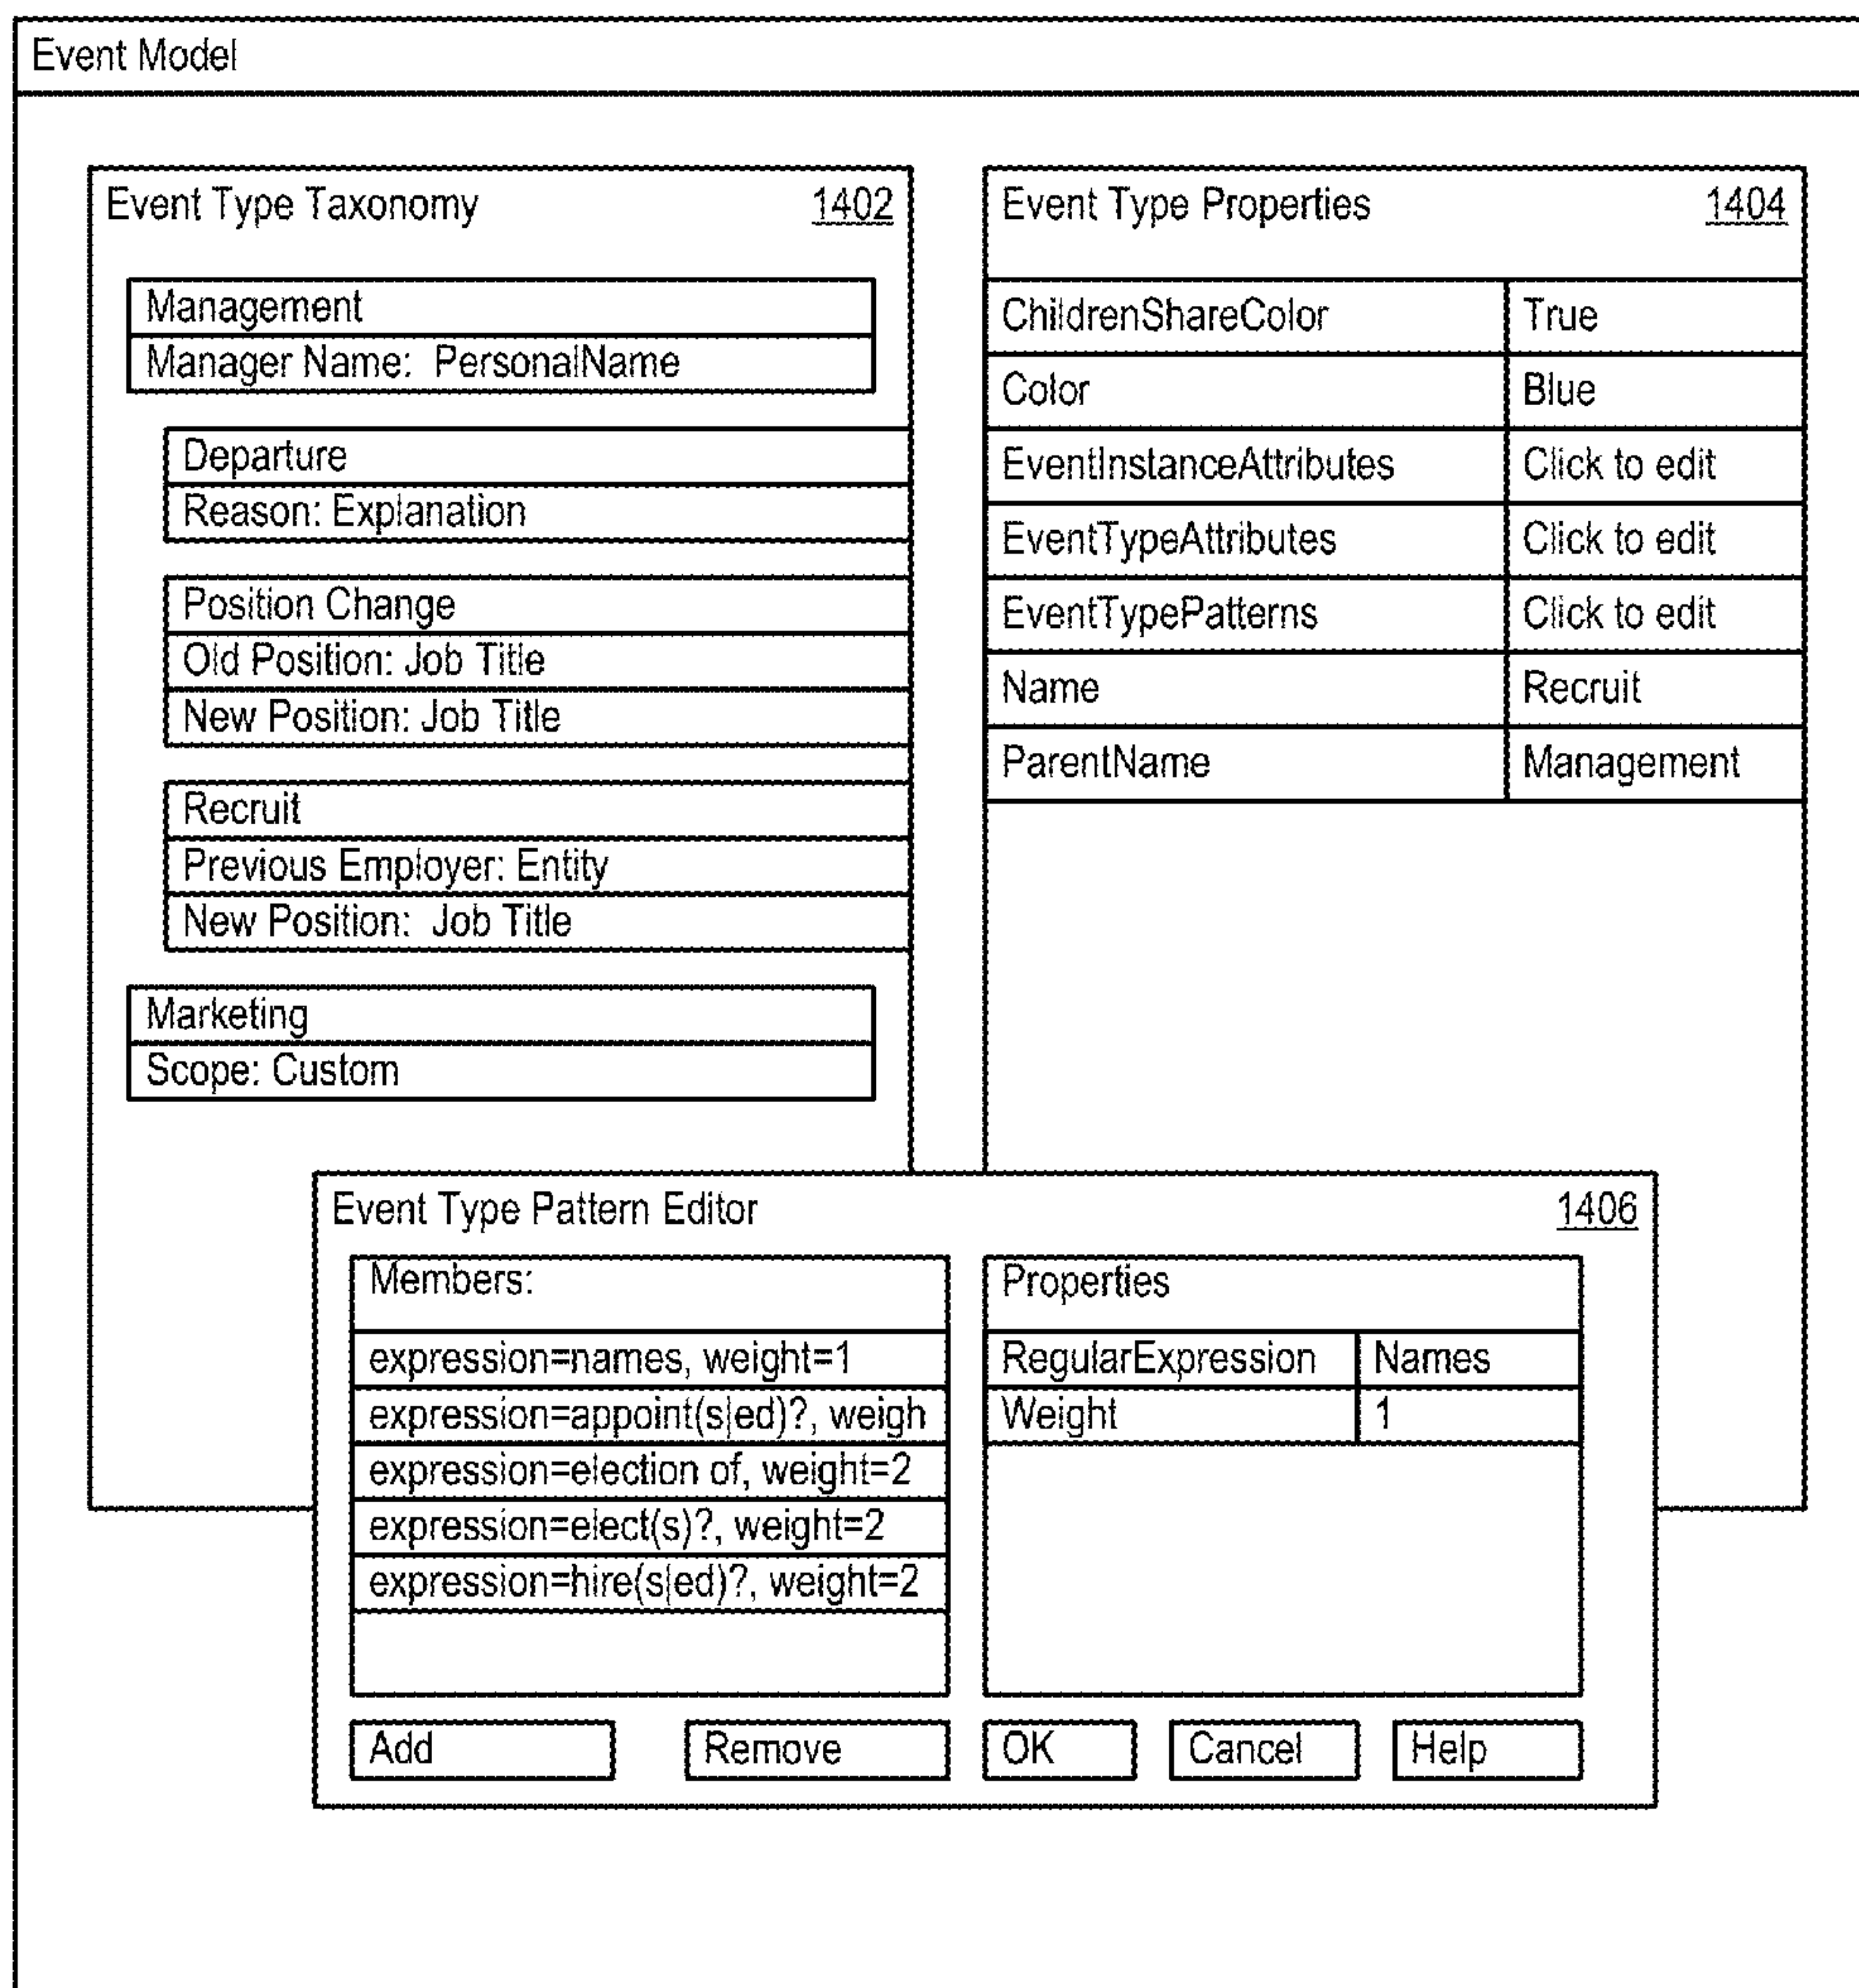 Event Model
Event Type Taxonomy 1402
Management
Manager Name: PersonalName
Departure
Reason: Explanation
Position Change
Old Position: Job Title
New Position: Job Title
Recruit
Previous Employer: Entity
New Position: Job Title
Marketing
Scope: Custom
Event Type Properties 1404
ChildrenShareColor True
Color Blue
EventInstanceAttributes Click to edit
EventTypeAttributes Click to edit
EventTypePatterns Click to edit
Name Recruit
ParentName Management
Event Type Pattern Editor 1406
Members:
expression=names, weight=1
expression=appoint(s|ed)?, weigh
expression=election of, weight=2
expression=elect(s)?, weight=2
expression=hire(s|ed)?, weight=2
Properties
RegularExpression Names
Weight 1
Add Remove OK Cancel Help